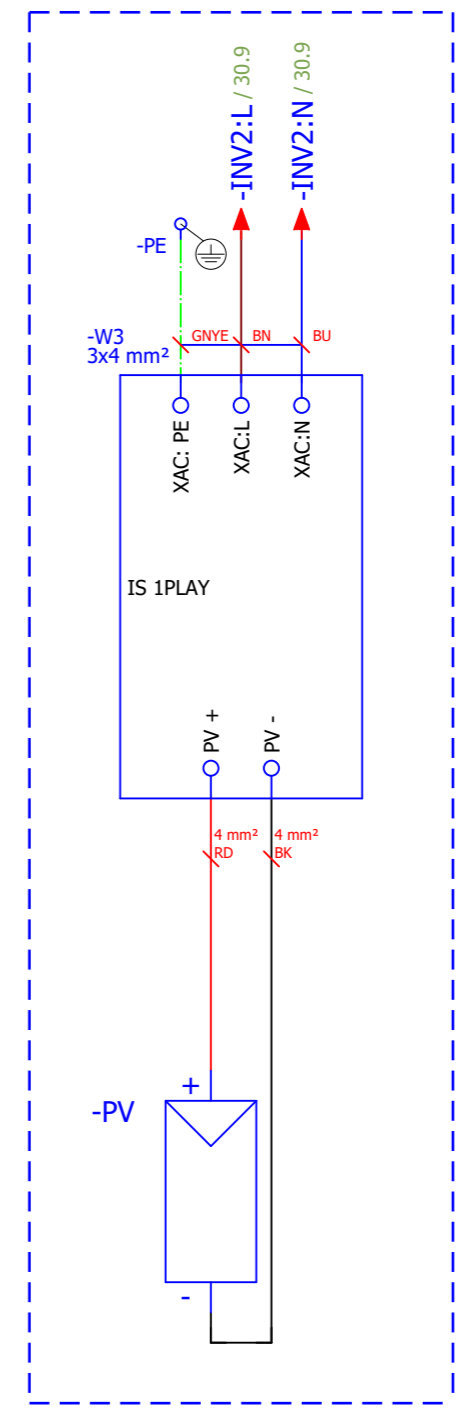 -INV2:L / 30.9
-INV2:N / 30.9
-PE
-W3
3x4 mm²
GNYE
BN
BU
XAC: PE
XAC:L
XAC:N
IS 1PLAY
PV +
PV -
4 mm²
RD
4 mm²
BK
+
-PV
-